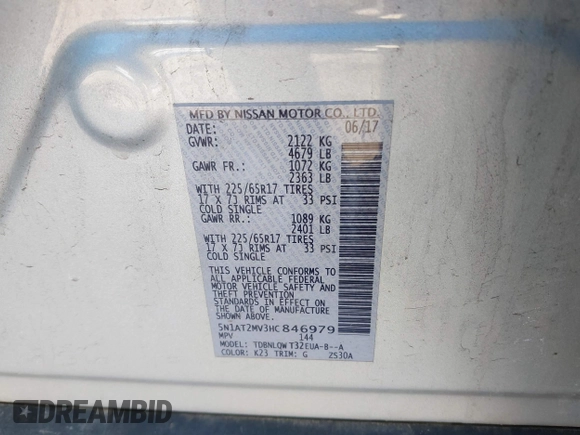 MFD BY NISSAN MOTOR CO., LTD.
DATE: 06/17
GVWR: 2122 KG
4679 LB
GAWR FR.: 1072 KG
2363 LB
WITH 225/65R17 TIRES
17 X 7J RIMS AT 33 PSI
COLD SINGLE
GAWR RR.: 1089 KG
2401 LB
WITH 225/65R17 TIRES
17 X 7J RIMS AT 33 PSI
COLD SINGLE
THIS VEHICLE CONFORMS TO
ALL APPLICABLE FEDERAL
MOTOR VEHICLE SAFETY AND
THEFT PREVENTION
STANDARDS IN EFFECT ON THE
DATE OF MANUFACTURE
SHOWN ABOVE.
5N1AT2MV3HC846979
MPV 144
MODEL: TDBNLQWT32EUA-B--A
COLOR: K23 TRIM: G 2S30A
DREAMBID